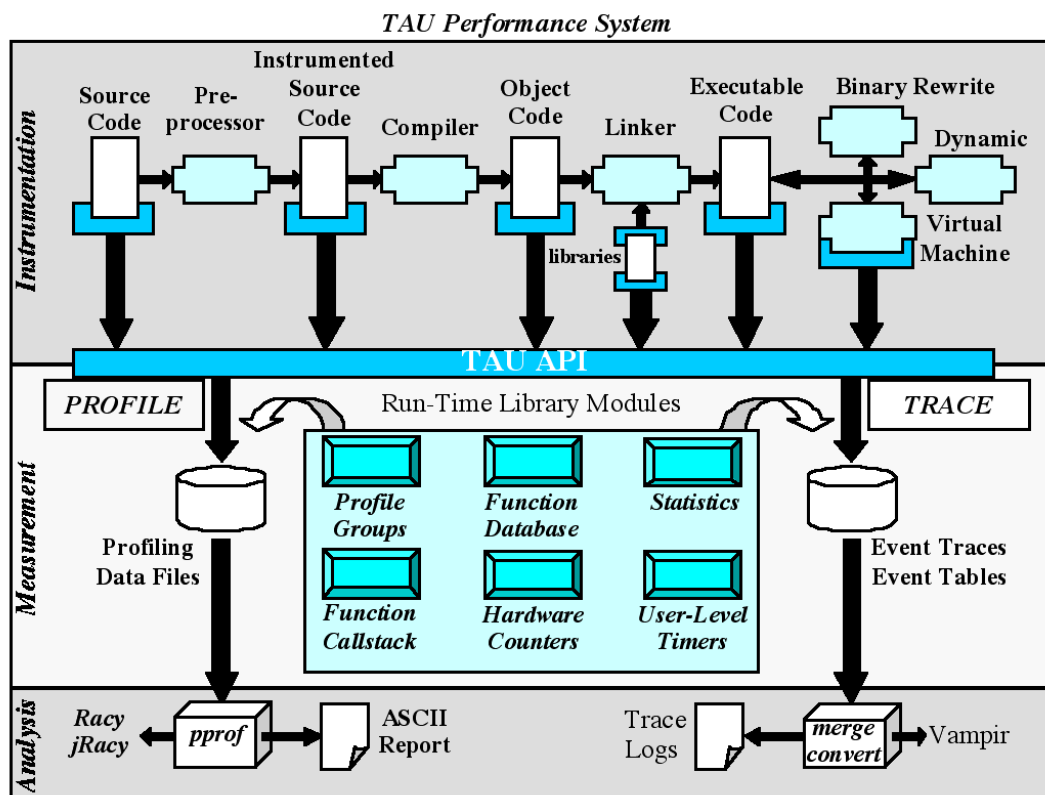 TAU Performance System
Instrumentation
Source
Code
Pre-
processor
Instrumented
Source
Code
Compiler
Object
Code
Linker
Executable
Code
Binary Rewrite
Dynamic
libraries
Virtual
Machine
TAU API
Measurement
PROFILE
Run-Time Library Modules
TRACE
Profile
Groups
Function
Database
Statistics
Profiling
Data Files
Event Traces
Event Tables
Function
Callstack
Hardware
Counters
User-Level
Timers
Analysis
Racy
jRacy
pprof
ASCII
Report
Trace
Logs
merge
convert
Vampir